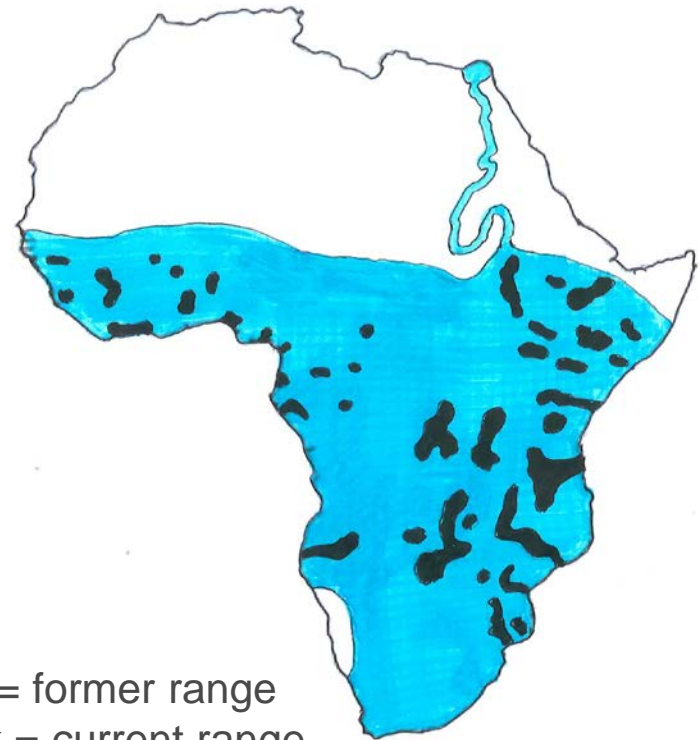 = former range
= current range